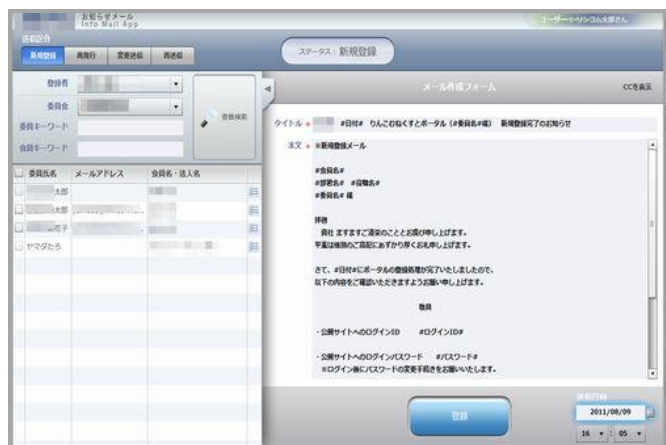 お知らせメール
Info Mail App
ユーザー：トリンコム太郎さん
送信区分
新規登録 再発行 変更送信 再送信
ステータス：新規登録
登録者
委員会
委員検索
委員キーワード
会員キーワード
メール作成フォーム
CCを表示
委員氏名 メールアドレス 会員名・法人名
太郎
太郎
花子
ヤマダたろ
タイトル * #日付# りんこむねくすとポータル（#委員名#様） 新規登録完了のお知らせ
本文 * ※新規登録メール
#会員名#
#部署名# #役職名#
#委員名# 様
拝啓
貴社 ますますご清栄のこととお慶び申し上げます。
平素は格別のご高配にあずかり厚くお礼申し上げます。
さて、#日付#にポータルの登録処理が完了いたしましたので、
以下の内容をご確認いただきますようお願い申し上げます。
敬具
・公開サイトへのログインID #ログインID#
・公開サイトへのログインパスワード #パスワード#
※ログイン後にパスワードの変更手続きをお願いいたします。
登録
送信日時
2011/08/09
16 : 05